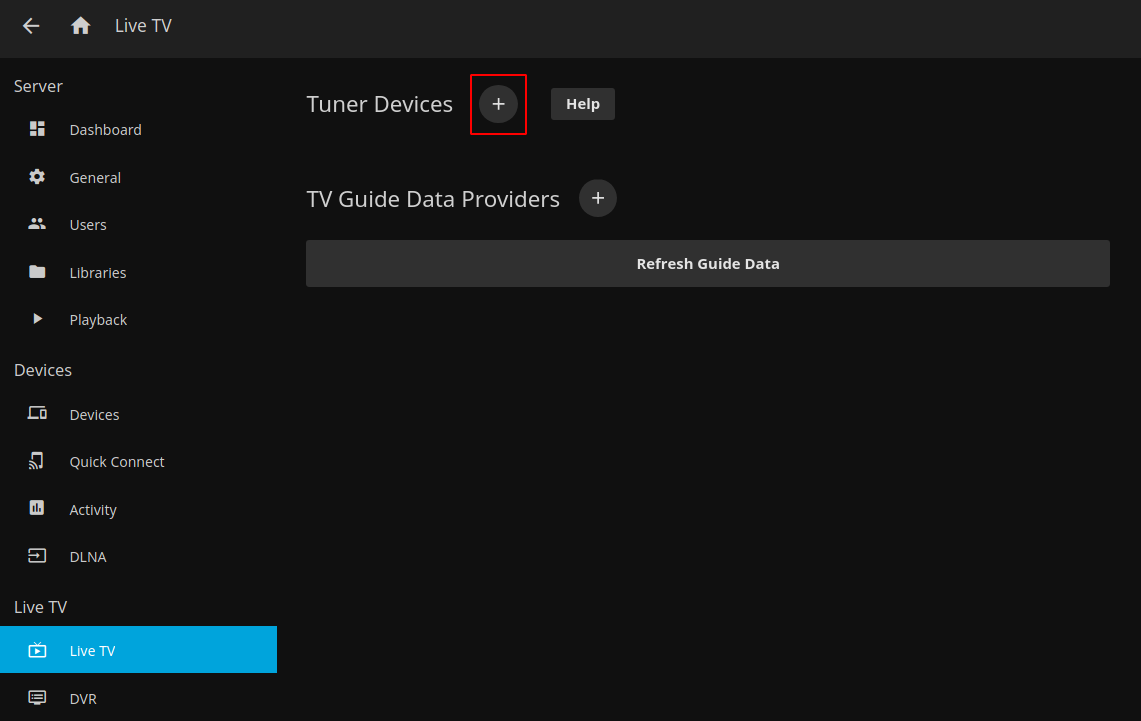 Live TV
Server
Dashboard
General
Users
Libraries
Playback
Devices
Devices
Quick Connect
Activity
DLNA
Live TV
Live TV
DVR
Tuner Devices + Help
TV Guide Data Providers +
Refresh Guide Data